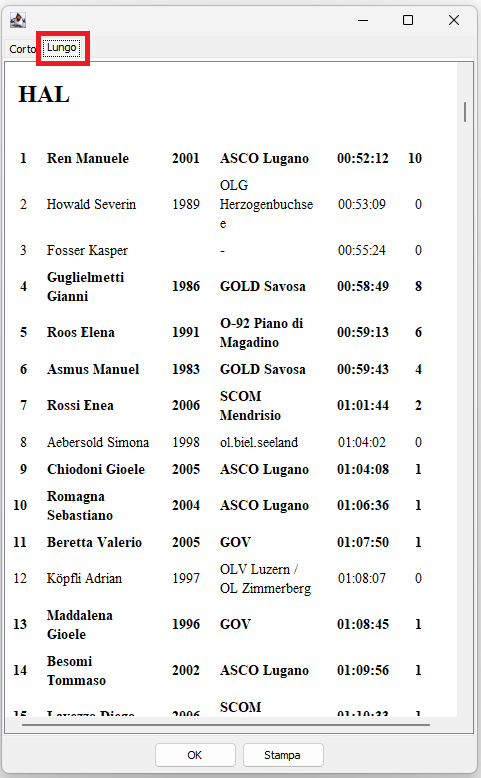 Corto Lungo
HAL
1 Ren Manuele 2001 ASCO Lugano 00:52:12 10
2 Howald Severin 1989 OLG Herzogenbuchse e 00:53:09 0
3 Fosser Kasper - 00:55:24 0
4 Guglielmetti Gianni 1986 GOLD Savosa 00:58:49 8
5 Roos Elena 1991 O-92 Piano di Magadino 00:59:13 6
6 Asmus Manuel 1983 GOLD Savosa 00:59:43 4
7 Rossi Enea 2006 SCOM Mendrisio 01:01:44 2
8 Aebersold Simona 1998 ol.biel.seeland 01:04:02 0
9 Chiodoni Gioele 2005 ASCO Lugano 01:04:08 1
10 Romagna Sebastiano 2004 ASCO Lugano 01:06:36 1
11 Beretta Valerio 2005 GOV 01:07:50 1
12 Köpfli Adrian 1997 OLV Luzern / OL Zimmerberg 01:08:07 0
13 Maddalena Gioele 1996 GOV 01:08:45 1
14 Besomi Tommaso 2002 ASCO Lugano 01:09:56 1
15 2006 SCOM 1
OK Stampa